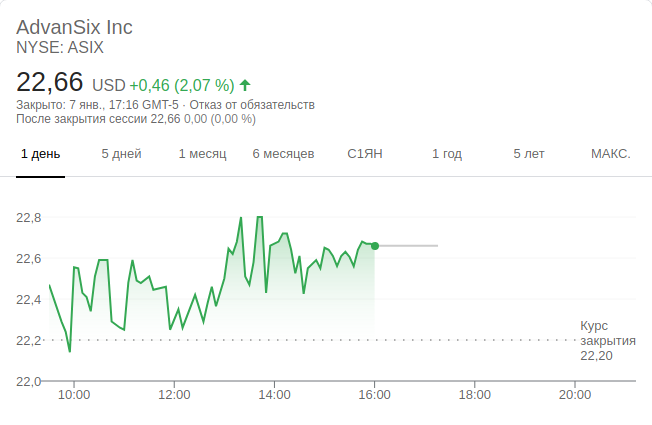 AdvanSix Inc
NYSE: ASIX
22,66 USD +0,46 (2,07 %)
Закрыто: 7 янв., 17:16 GMT-5 · Отказ от обязательств
После закрытия сессии 22,66 0,00 (0,00 %)
1 день 5 дней 1 месяц 6 месяцев С1ЯН 1 год 5 лет МАКС.
22,8
22,6
22,4
22,2
22,0
Курс
закрытия
22,20
10:00 12:00 14:00 16:00 18:00 20:00